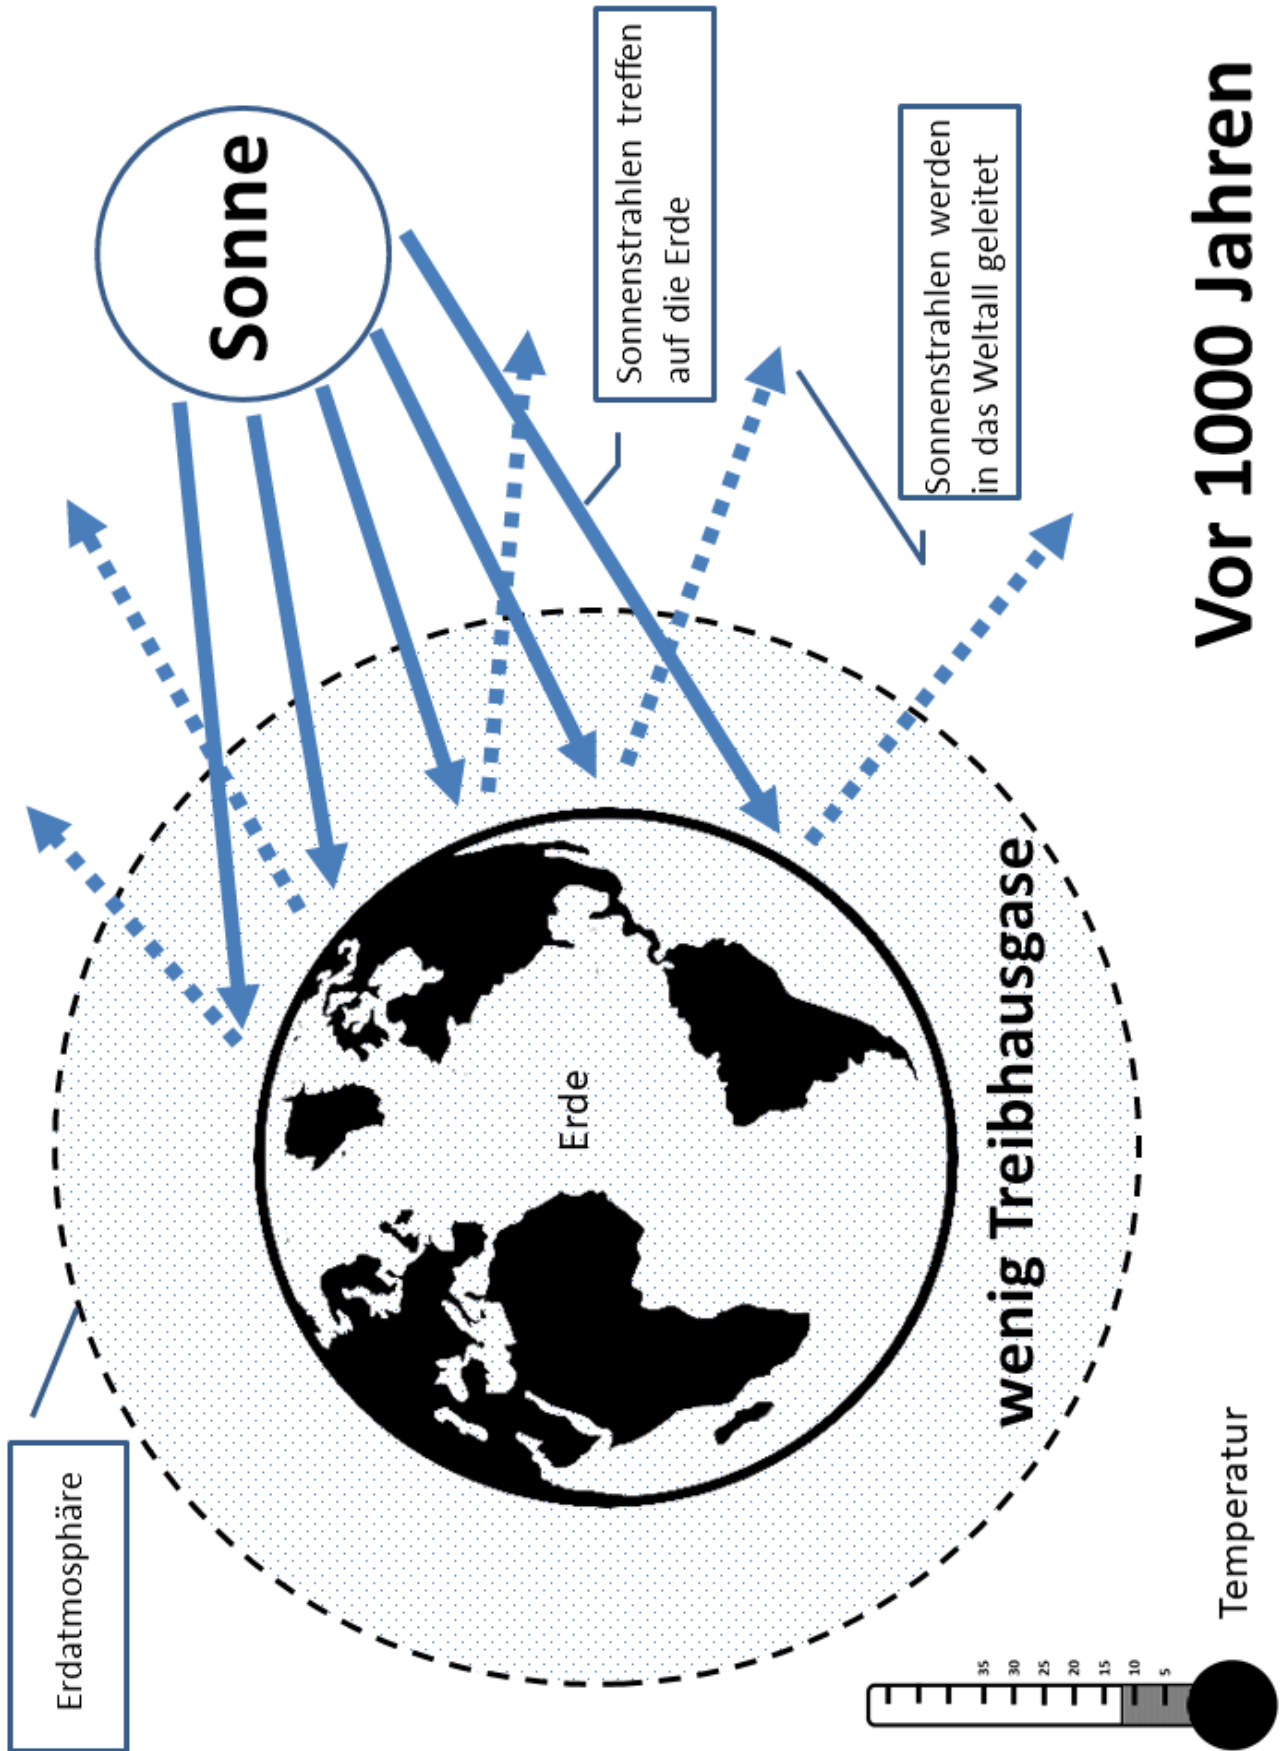 Erdatmosphäre
Sonne
Sonnenstrahlen treffen
auf die Erde
Sonnenstrahlen werden
in das Weltall geleitet
Erde
wenig Treibhausgase
35
30
25
20
15
10
5
Temperatur
Vor 1000 Jahren